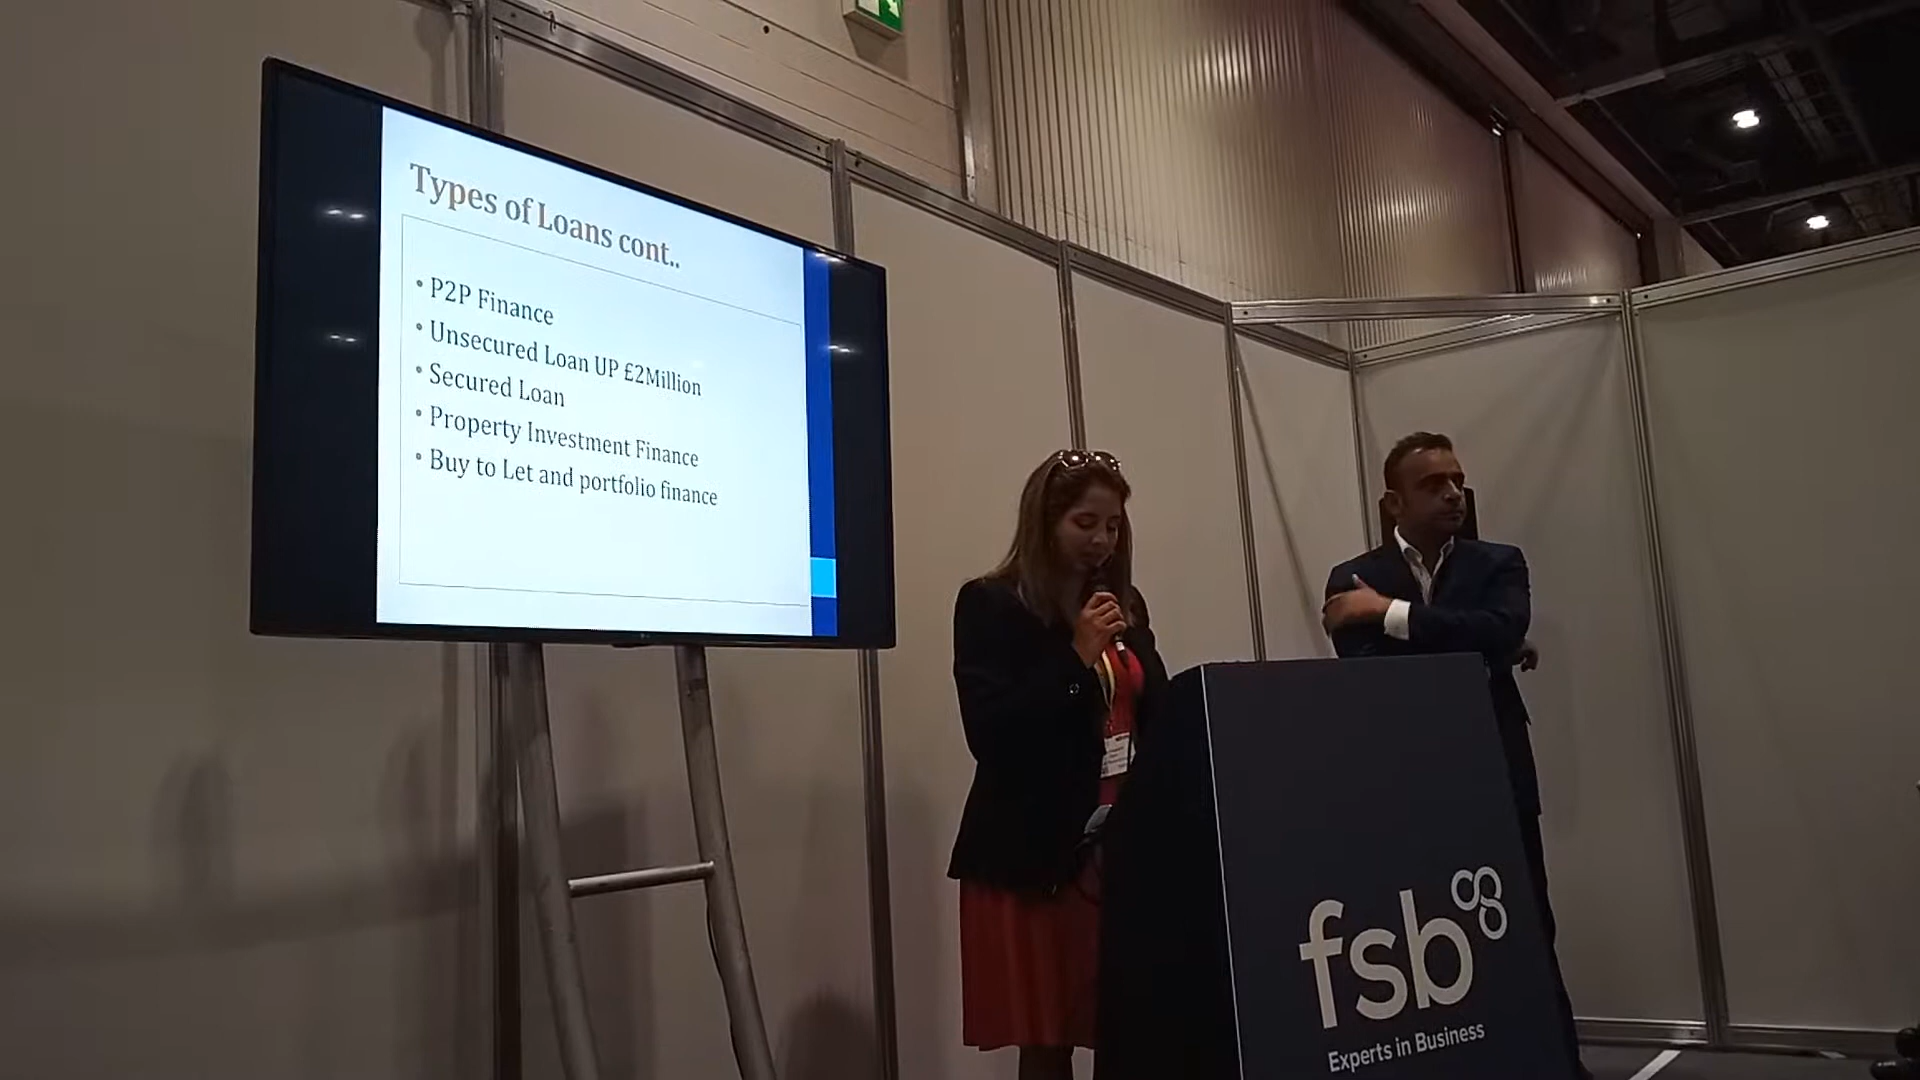 Types of Loans cont..
• P2P Finance
• Unsecured Loan UP £2Million
• Secured Loan
• Property Investment Finance
• Buy to Let and portfolio finance
fsb
Experts in Business